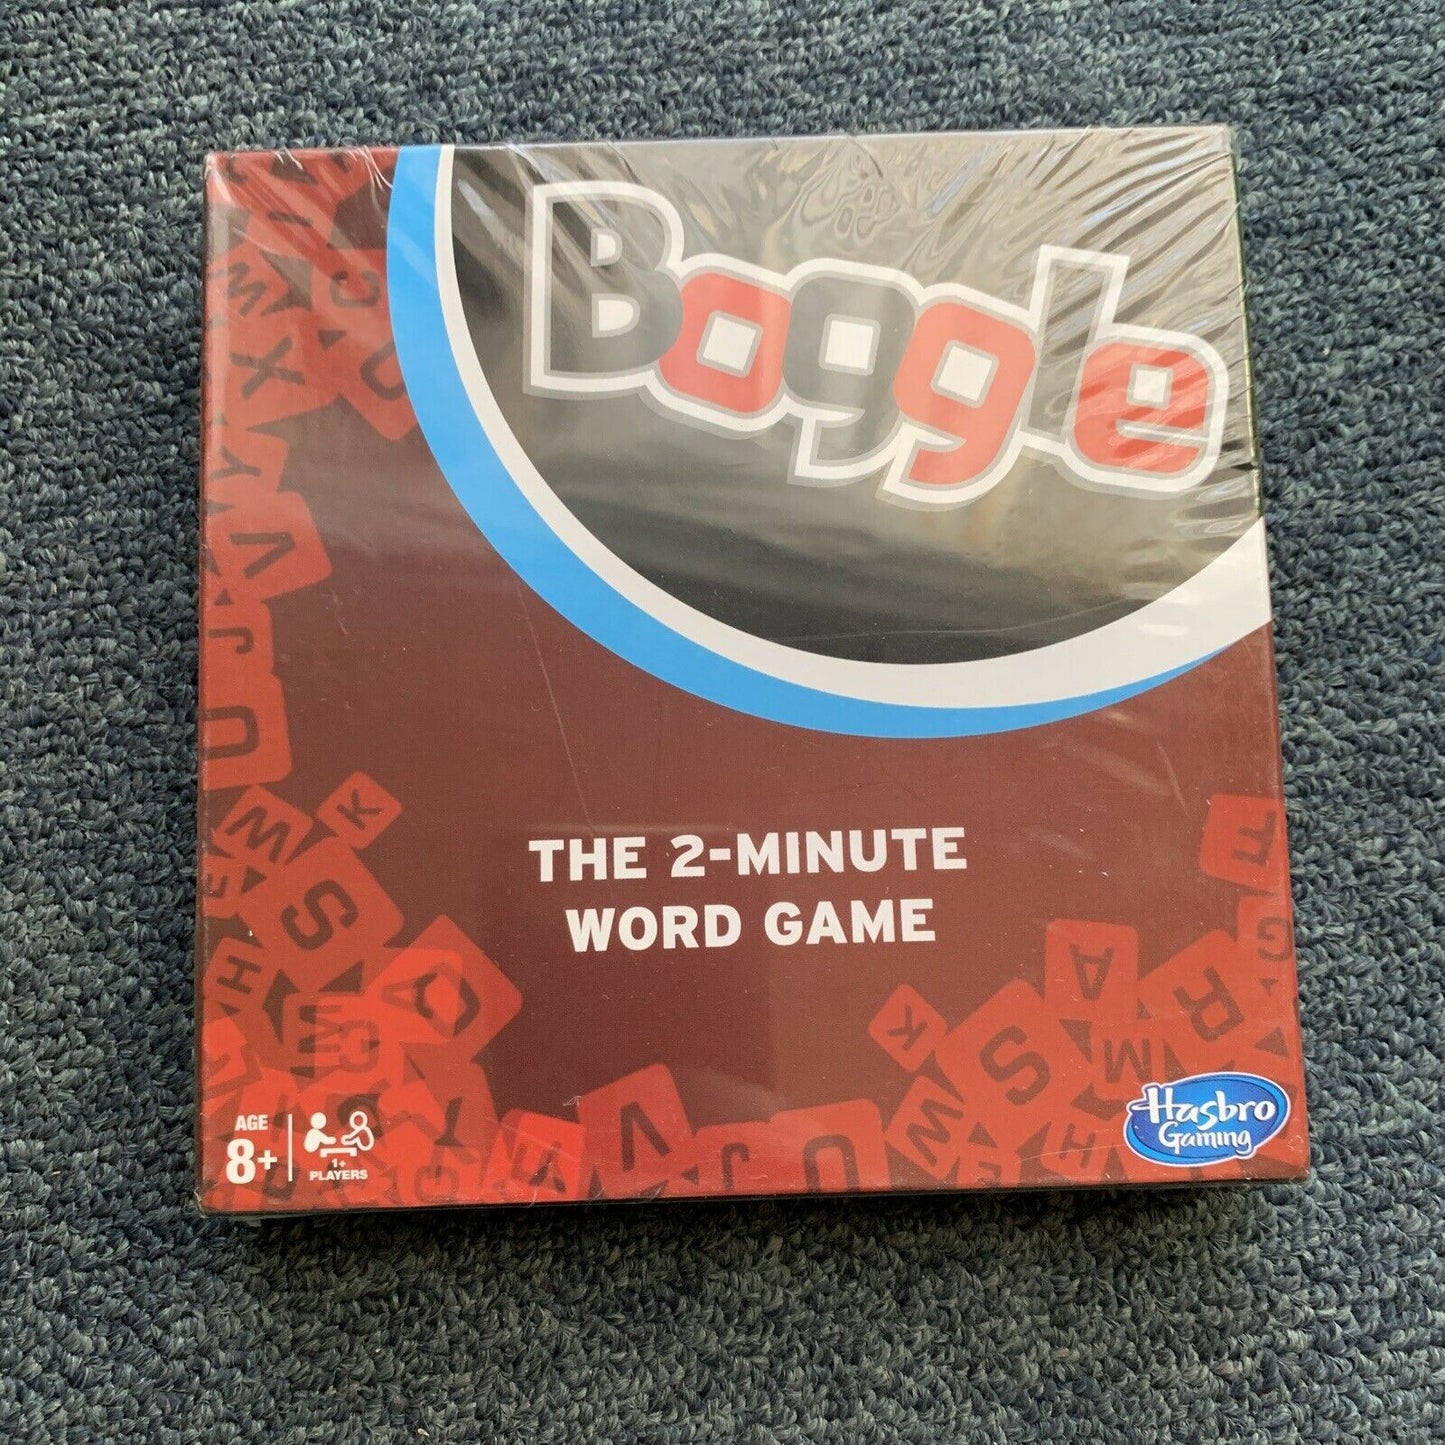 Boggle
THE 2-MINUTE
WORD GAME
AGE
8+
1+
PLAYERS
Hasbro
Gaming